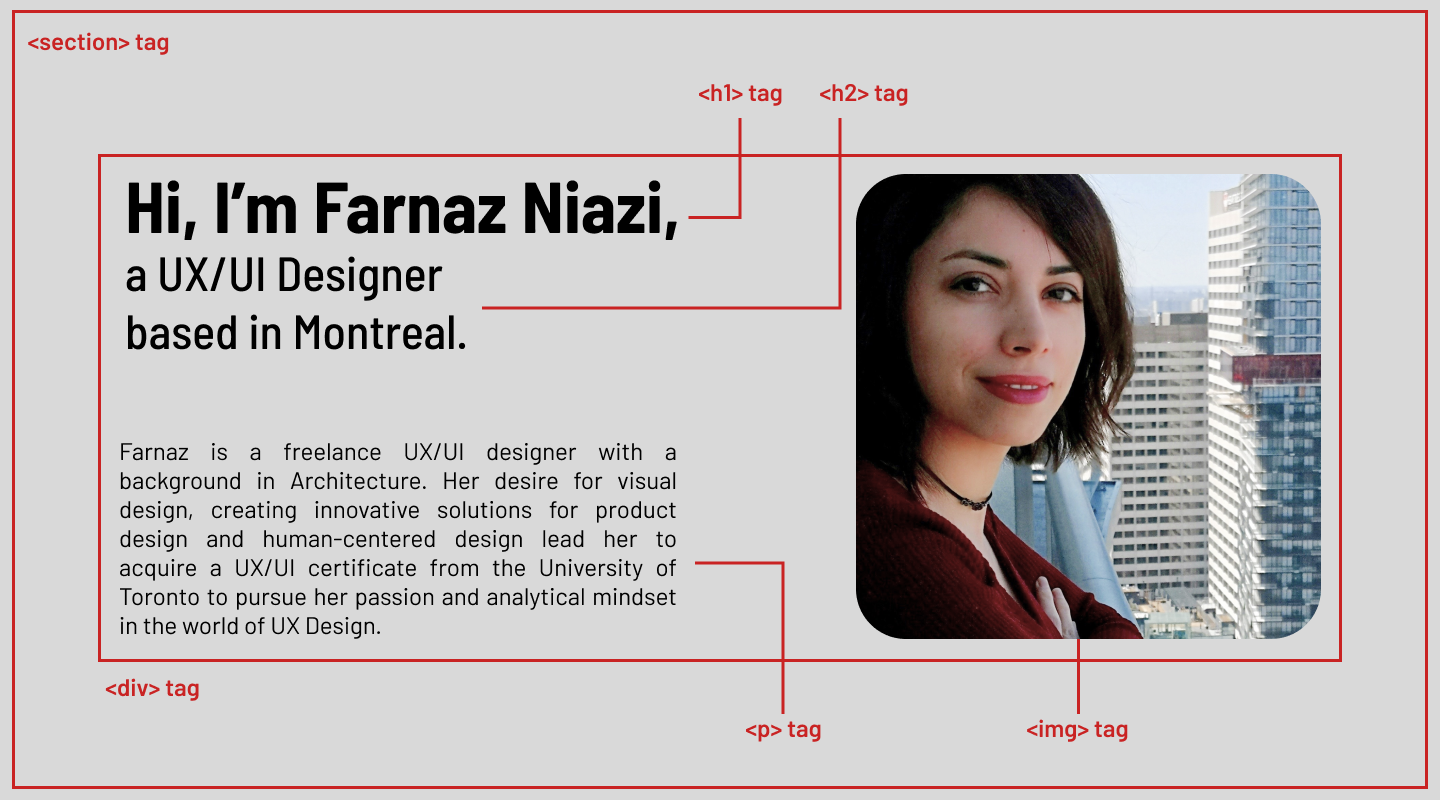 <section> tag
<h1> tag
<h2> tag
Hi, I’m Farnaz Niazi,
a UX/UI Designer
based in Montreal.
Farnaz is a freelance UX/UI designer with a
background in Architecture. Her desire for visual
design, creating innovative solutions for product
design and human-centered design lead her to
acquire a UX/UI certificate from the University of
Toronto to pursue her passion and analytical mindset
in the world of UX Design.
<div> tag
<p> tag
<img> tag